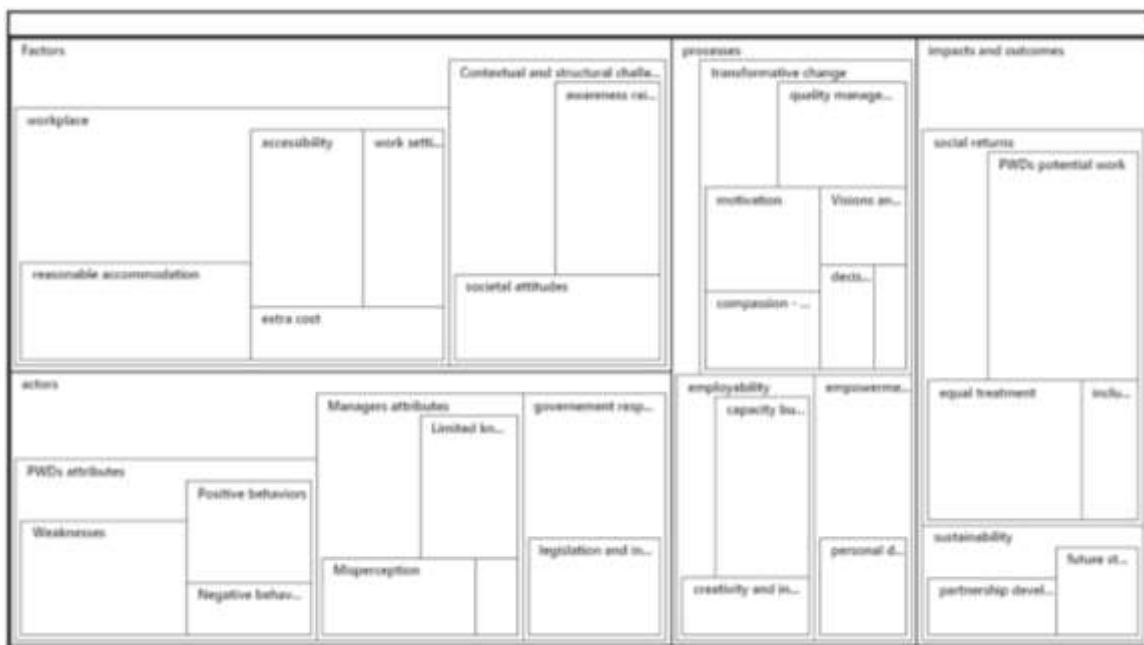 Factors
Contextual and structural challe...
awareness rai...
workplace
accessibility
work setti...
reasonable accommodation
extra cost
societal attitudes
processes
transformative change
quality manage...
motivation
Visions an...
decis...
compassion - ...
impacts and outcomes
social returns
PWDs potential work
equal treatment
inclu...
actors
Managers attributes
governement resp...
Limited kn...
PWDs attributes
Positive behaviors
Weaknesses
Misperception
legislation and in...
Negative behav...
employability
empowerme...
capacity bu...
personal d...
creativity and in...
sustainability
future st...
partnership devel...